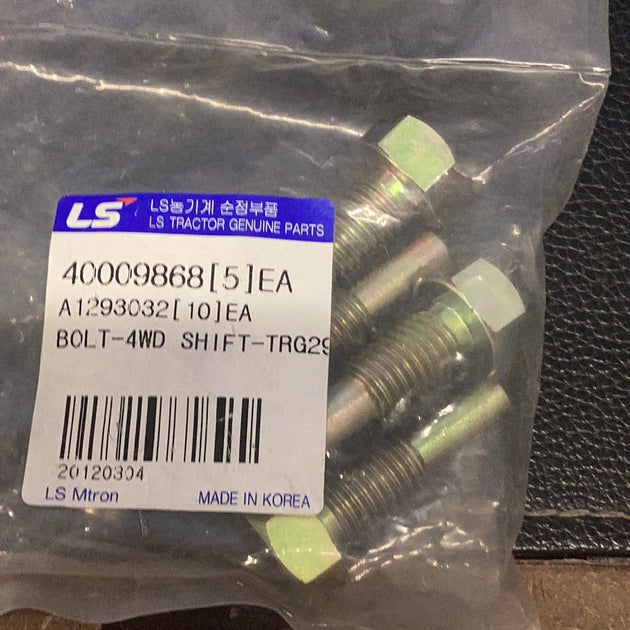 LS LS농기계 순정부품
LS TRACTOR GENUINE PARTS
40009868[5]EA
A1293032[10]EA
BOLT-4WD SHIFT-TRG29
20120304
LS Mtron MADE IN KOREA